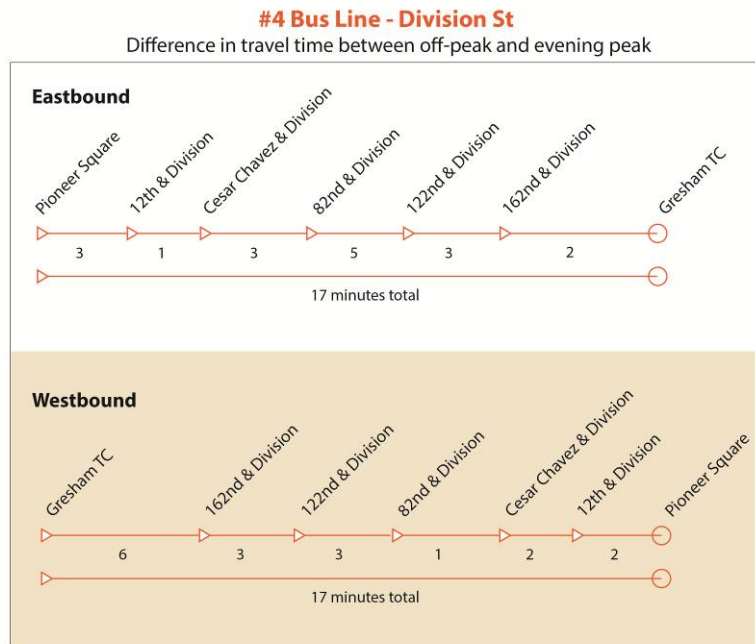 #4 Bus Line - Division St
Difference in travel time between off-peak and evening peak
Eastbound
Pioneer Square
12th & Division
Cesar Chavez & Division
82nd & Division
122nd & Division
162nd & Division
Gresham TC
3 1 3 5 3 2
17 minutes total
Westbound
Gresham TC
162nd & Division
122nd & Division
82nd & Division
Cesar Chavez & Division
12th & Division
Pioneer Square
6 3 3 1 2 2
17 minutes total